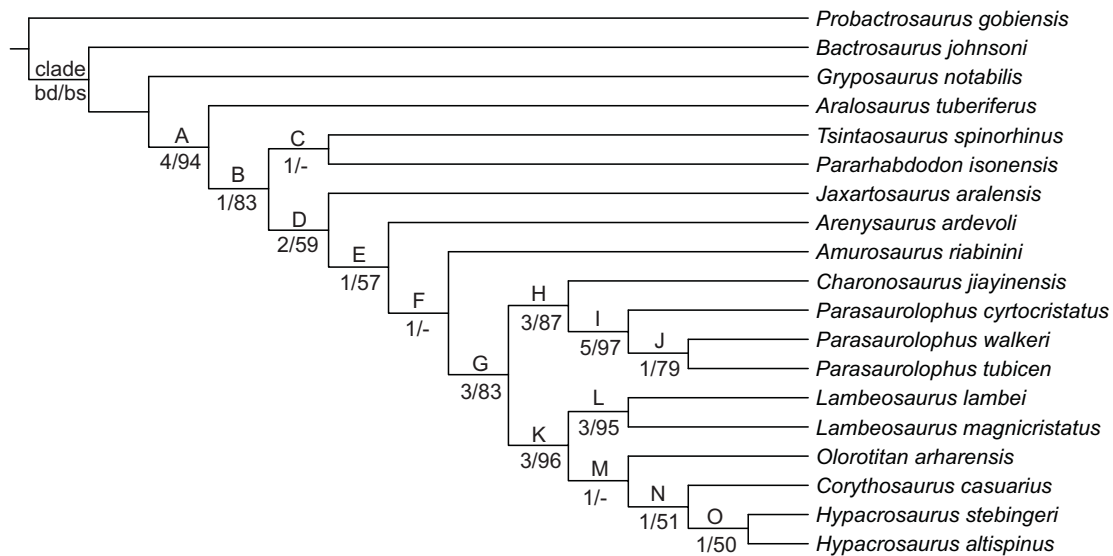 Probactrosaurus gobiensis
Bactrosaurus johnsoni
clade
bd/bs
Gryposaurus notabilis
Aralosaurus tuberiferus
A
4/94
C
1/-
Tsintaosaurus spinorhinus
Pararhabdodon isonensis
B
1/83
Jaxartosaurus aralensis
D
2/59
Arenysaurus ardevoli
E
1/57
Amurosaurus riabinini
F
1/-
H
3/87
Charonosaurus jiayinensis
I
5/97
Parasaurolophus cyrtocristatus
J
1/79
Parasaurolophus walkeri
Parasaurolophus tubicen
G
3/83
L
3/95
Lambeosaurus lambei
Lambeosaurus magnicristatus
K
3/96
M
1/-
Olorotitan arharensis
N
1/51
Corythosaurus casuarius
O
1/50
Hypacrosaurus stebingeri
Hypacrosaurus altispinus